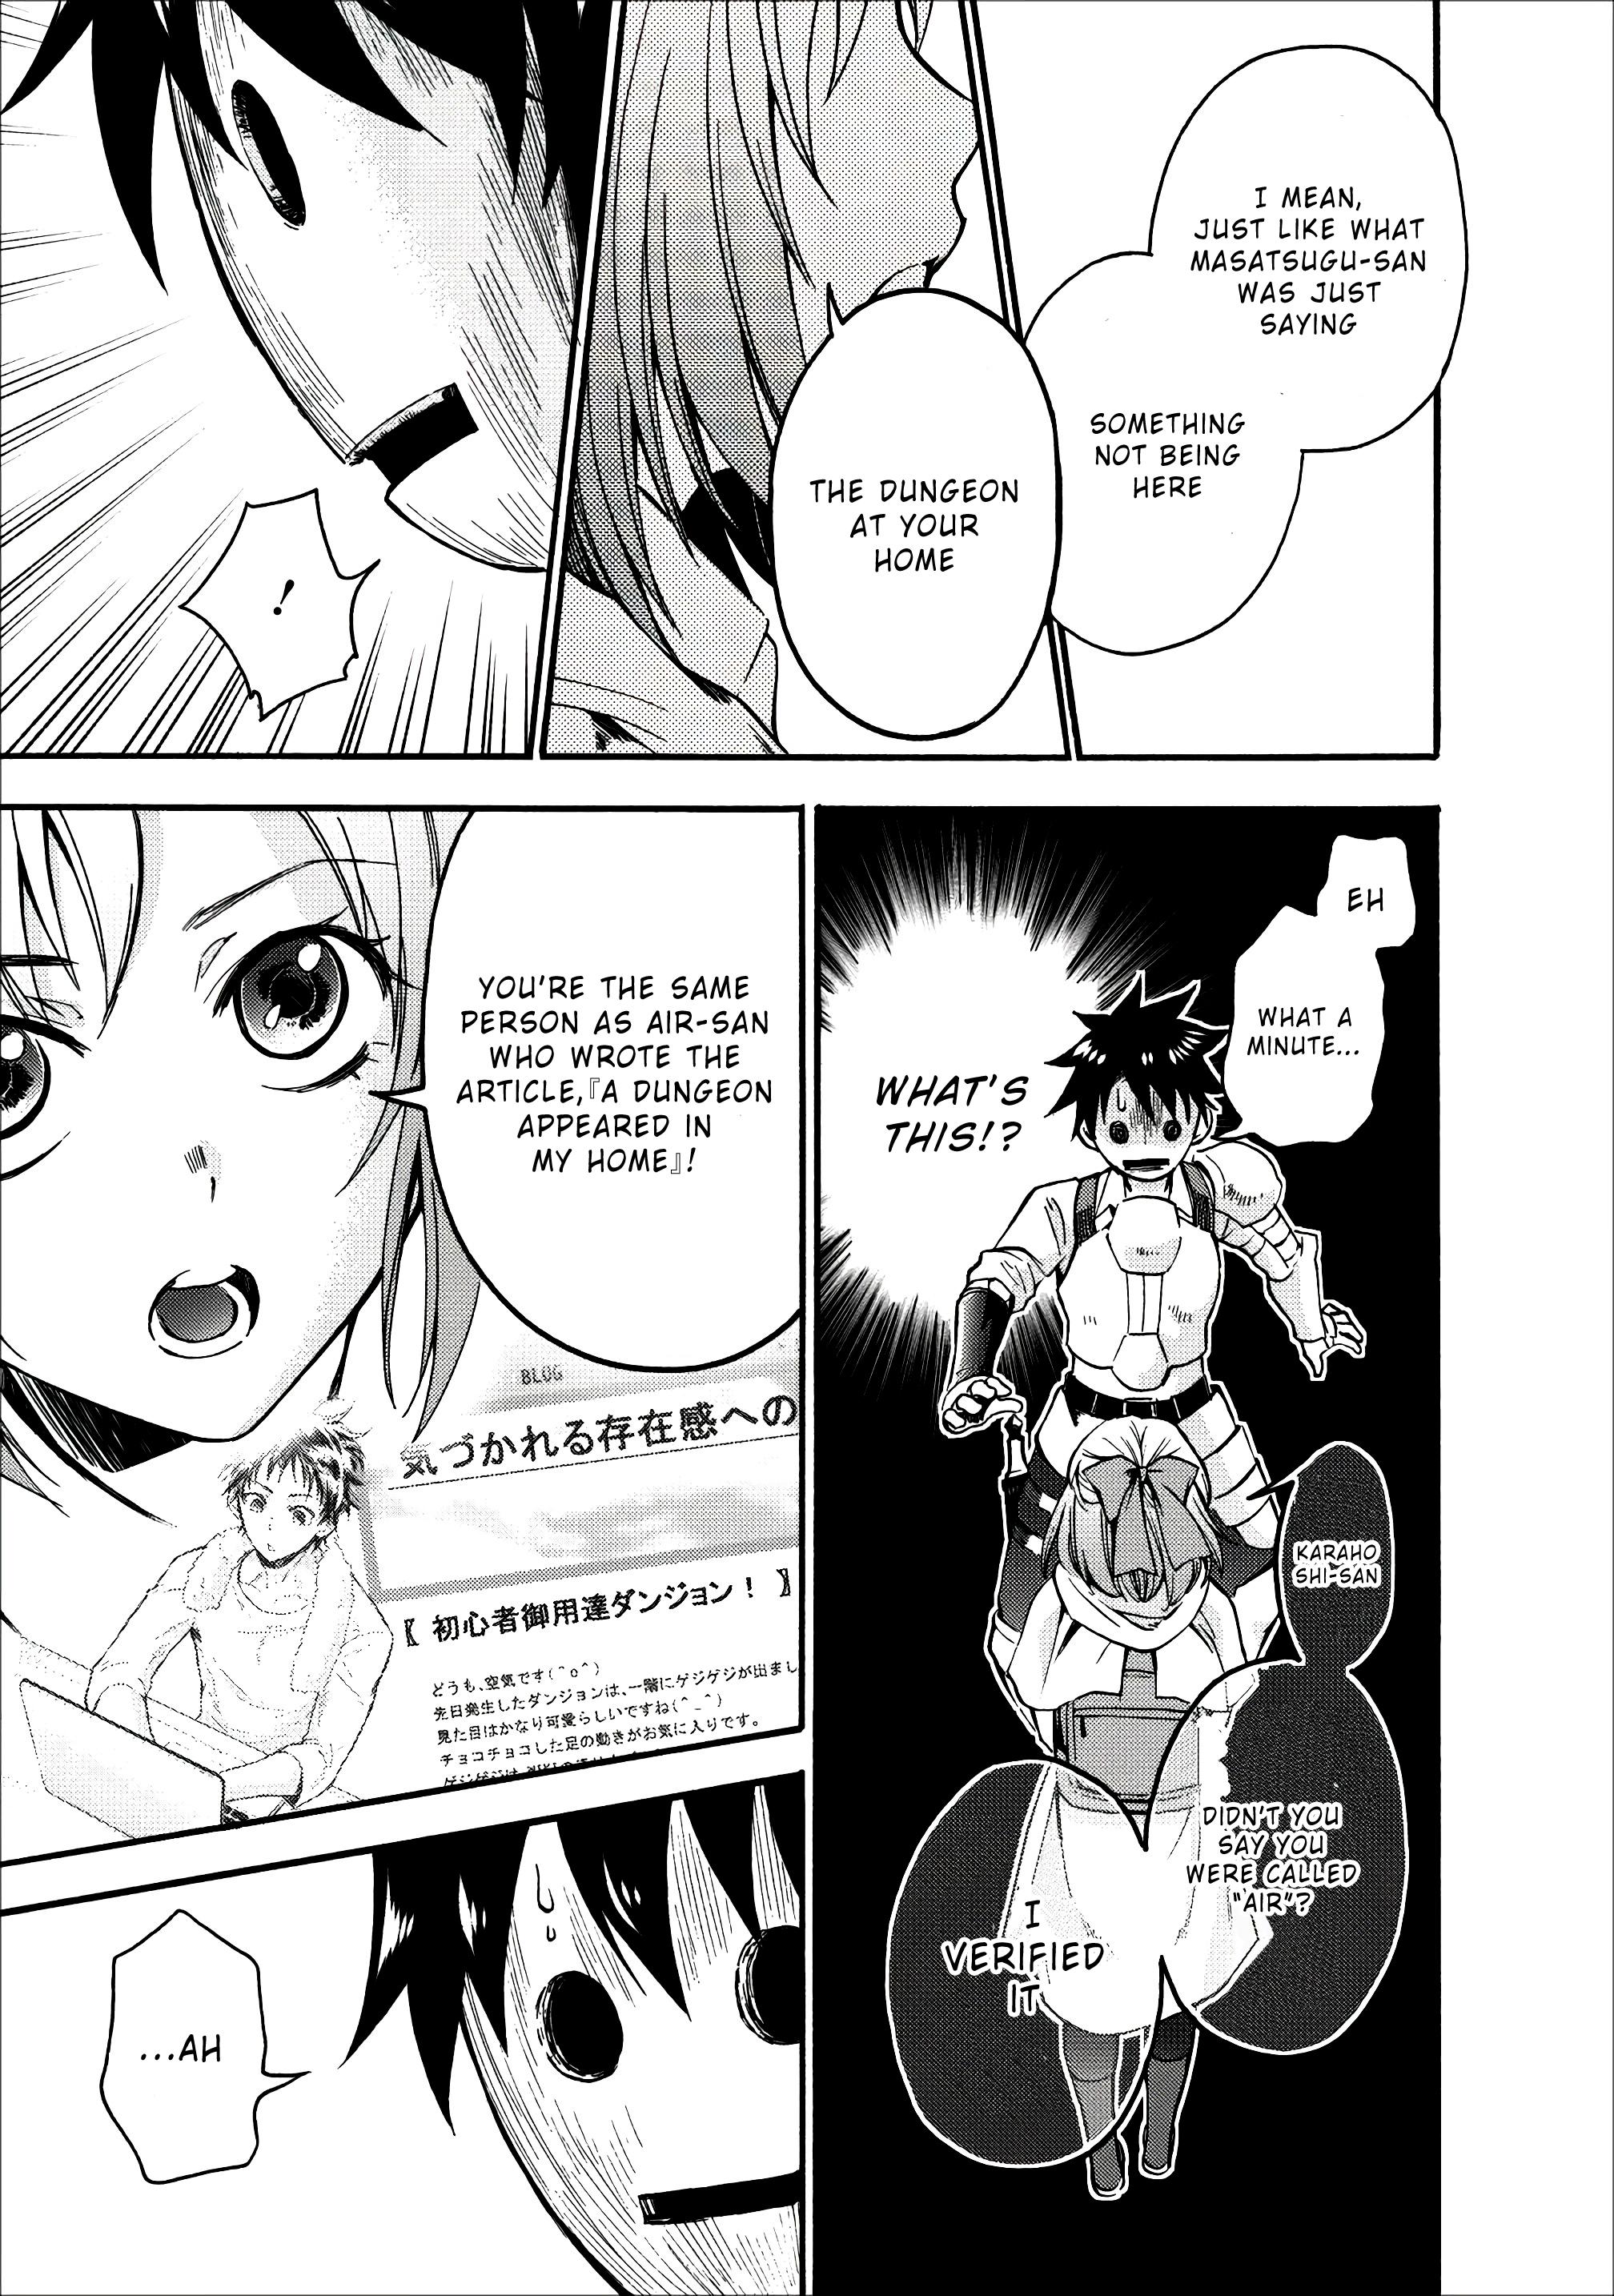 I MEAN,
JUST LIKE WHAT
MASATSUGU-SAN
WAS JUST
SAYING
SOMETHING
NOT BEING
HERE
THE DUNGEON
AT YOUR
HOME
!
EH
WHAT A
MINUTE...
WHAT'S
THIS!?
KARAHO
SHI-SAN
DIDN'T YOU
SAY YOU
WERE CALLED
"AIR"?
I
VERIFIED
IT
YOU'RE THE SAME
PERSON AS AIR-SAN
WHO WROTE THE
ARTICLE,『A DUNGEON
APPEARED IN
MY HOME』!
BLOG
気づかれる存在感への
〖初心者御用達ダンジョン！〗
どうも、空気です(^o^)
先日発生したダンジョンは、一階にゲジゲジが出まし
見た目はかなり可愛らしいですね(^_^)
チョコチョコした足の動きがお気に入りです。
ゲジゲジは
...AH